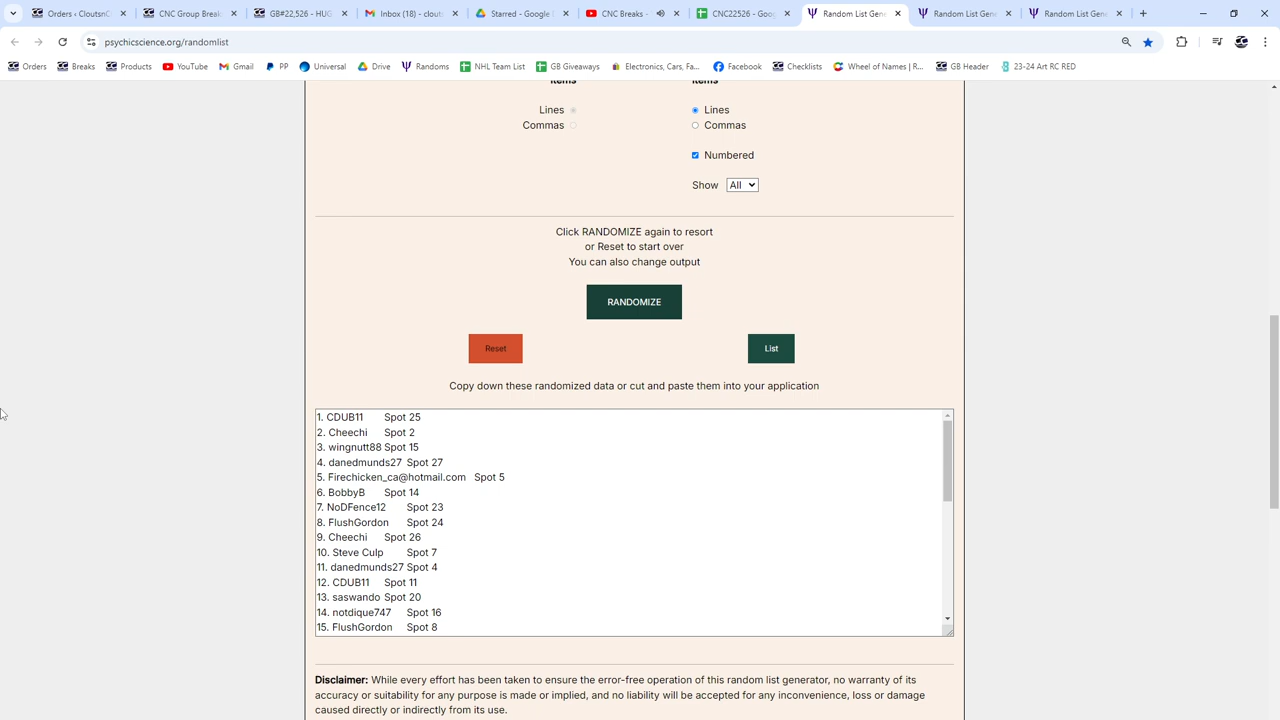 Orders ‹ CloutsnC
CNC Group Break
GB#22,526 - HUG
Inbox (18) - clout
Starred - Google
CNC Breaks -
CNC22526 - Goo
Random List Gene
Random List Gene
Random List Gene
psychicscience.org/randomlist
Orders
Breaks
Products
YouTube
Gmail
PP
Universal
Drive
Randoms
NHL Team List
GB Giveaways
Electronics, Cars, Fa...
Facebook
Checklists
Wheel of Names | R...
GB Header
23-24 Art RC RED
Items Items
Lines Lines
Commas Commas
Numbered
Show All
Click RANDOMIZE again to resort
or Reset to start over
You can also change output
RANDOMIZE
Reset List
Copy down these randomized data or cut and paste them into your application
1. CDUB11 Spot 25
2. Cheechi Spot 2
3. wingnutt88 Spot 15
4. danedmunds27 Spot 27
5. Firechicken_ca@hotmail.com Spot 5
6. BobbyB Spot 14
7. NoDFence12 Spot 23
8. FlushGordon Spot 24
9. Cheechi Spot 26
10. Steve Culp Spot 7
11. danedmunds27 Spot 4
12. CDUB11 Spot 11
13. saswando Spot 20
14. notdique747 Spot 16
15. FlushGordon Spot 8
Disclaimer: While every effort has been taken to ensure the error-free operation of this random list generator, no warranty of its
accuracy or suitability for any purpose is made or implied, and no liability will be accepted for any inconvenience, loss or damage
caused directly or indirectly from its use.